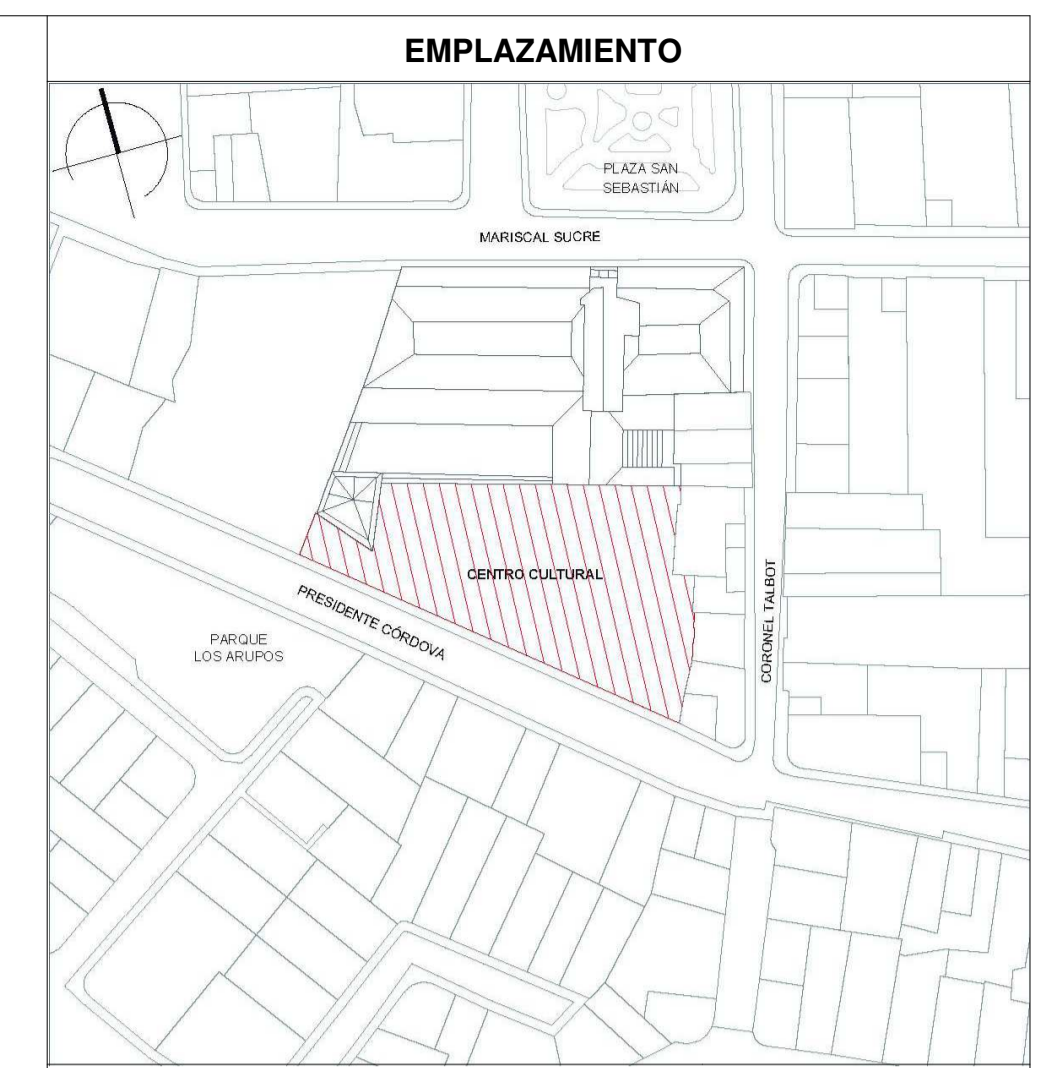 EMPLAZAMIENTO
PLAZA SAN
SEBASTIÁN
MARISCAL SUCRE
CENTRO CULTURAL
CORONEL TALBOT
PRESIDENTE CÓRDOVA
PARQUE
LOS ARUPOS